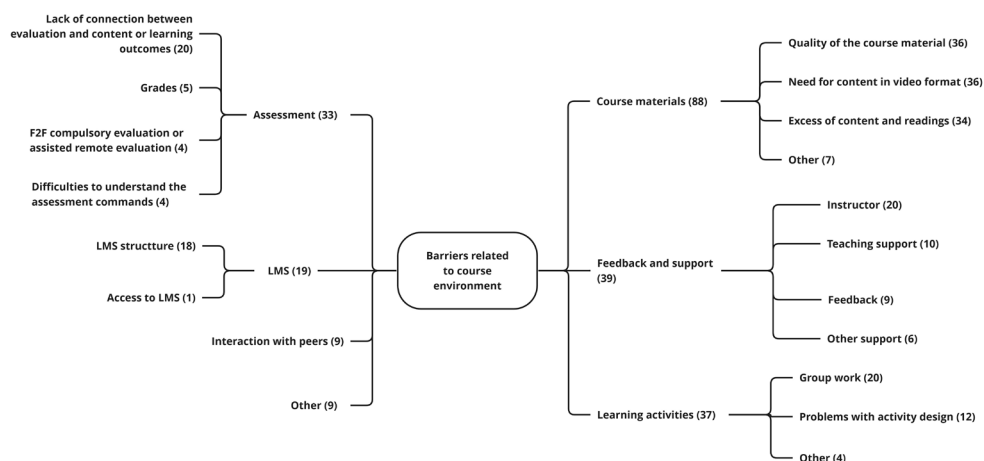 Lack of connection between
evaluation and content or learning
outcomes (20)
Grades (5)
F2F compulsory evaluation or
assisted remote evaluation (4)
Difficulties to understand the
assessment commands (4)
Assessment (33)
LMS structture (18)
Access to LMS (1)
LMS (19)
Interaction with peers (9)
Other (9)
Barriers related
to course
environment
Course materials (88)
Quality of the course material (36)
Need for content in video format (36)
Excess of content and readings (34)
Other (7)
Feedback and support
(39)
Instructor (20)
Teaching support (10)
Feedback (9)
Other support (6)
Learning activities (37)
Group work (20)
Problems with activity design (12)
Other (4)